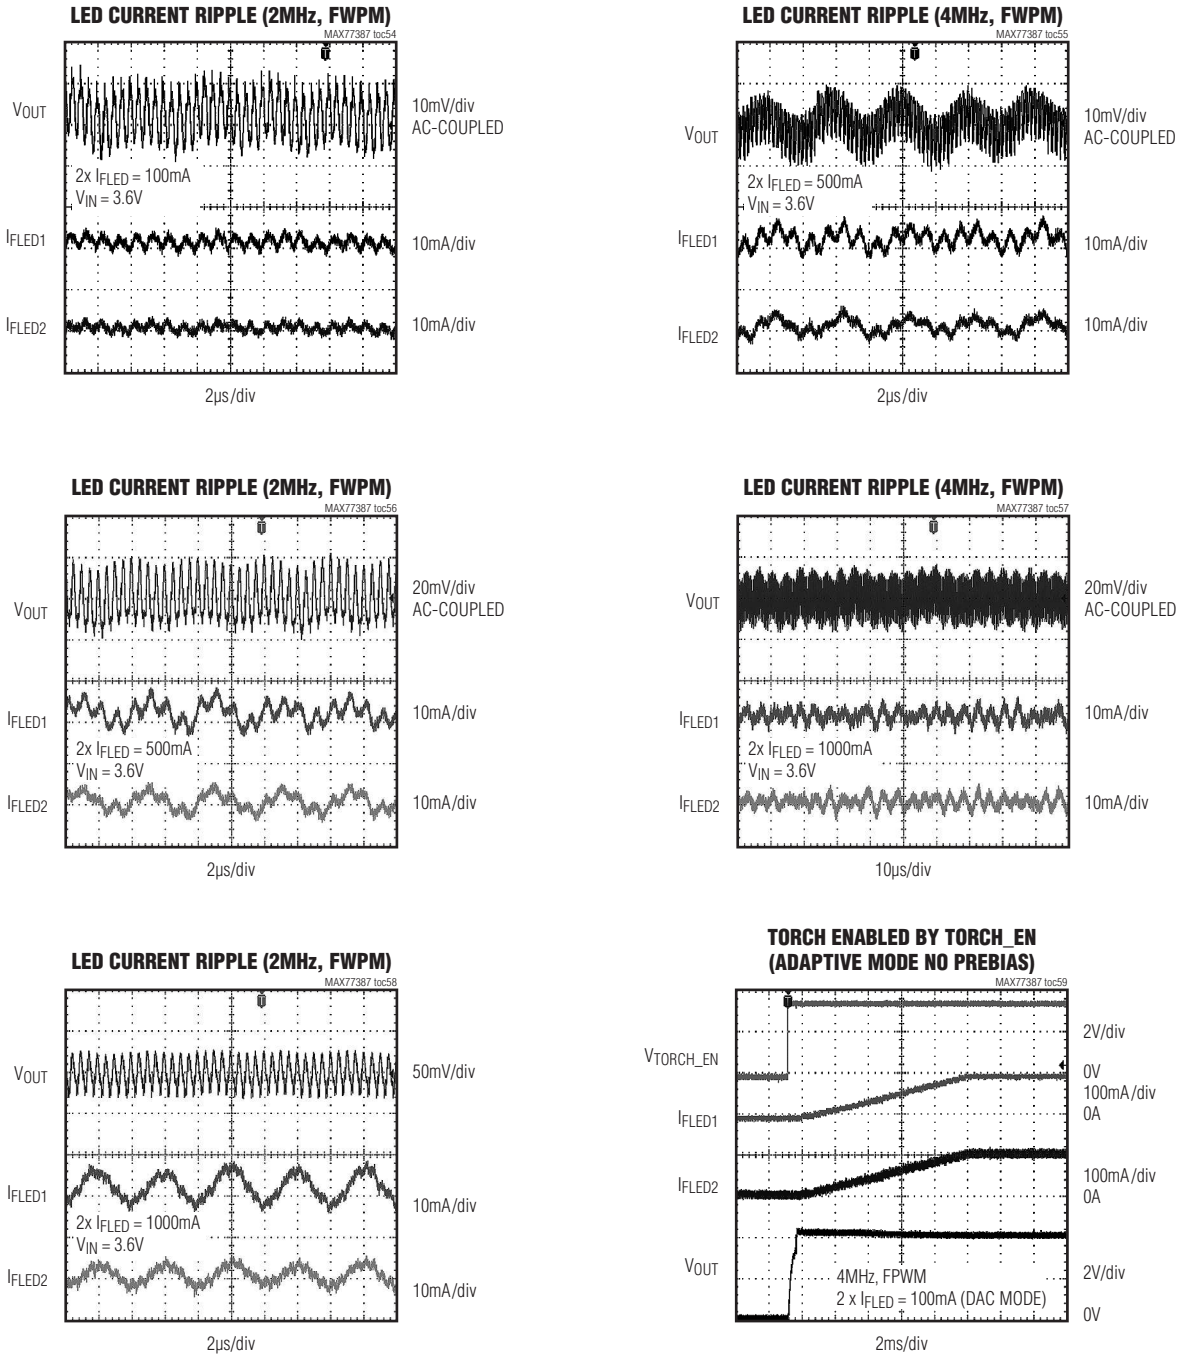 LED CURRENT RIPPLE (2MHz, FWPM)
MAX77387 toc54
VOUT
10mV/div
AC-COUPLED
2x IFLED = 100mA
VIN = 3.6V
IFLED1
10mA/div
IFLED2
10mA/div
2µs/div
LED CURRENT RIPPLE (4MHz, FWPM)
MAX77387 toc55
VOUT
10mV/div
AC-COUPLED
2x IFLED = 500mA
VIN = 3.6V
IFLED1
10mA/div
IFLED2
10mA/div
2µs/div
LED CURRENT RIPPLE (2MHz, FWPM)
MAX77387 toc56
VOUT
20mV/div
AC-COUPLED
IFLED1
10mA/div
2x IFLED = 500mA
VIN = 3.6V
IFLED2
10mA/div
2µs/div
LED CURRENT RIPPLE (4MHz, FWPM)
MAX77387 toc57
VOUT
20mV/div
AC-COUPLED
IFLED1
10mA/div
2x IFLED = 1000mA
VIN = 3.6V
IFLED2
10mA/div
10µs/div
LED CURRENT RIPPLE (2MHz, FWPM)
MAX77387 toc58
VOUT
50mV/div
IFLED1
10mA/div
2x IFLED = 1000mA
VIN = 3.6V
IFLED2
10mA/div
2µs/div
TORCH ENABLED BY TORCH_EN
(ADAPTIVE MODE NO PREBIAS)
MAX77387 toc59
2V/div
VTORCH_EN
0V
100mA/div
IFLED1
0A
100mA/div
IFLED2
0A
VOUT
4MHz, FPWM
2 x IFLED = 100mA (DAC MODE)
2V/div
0V
2ms/div